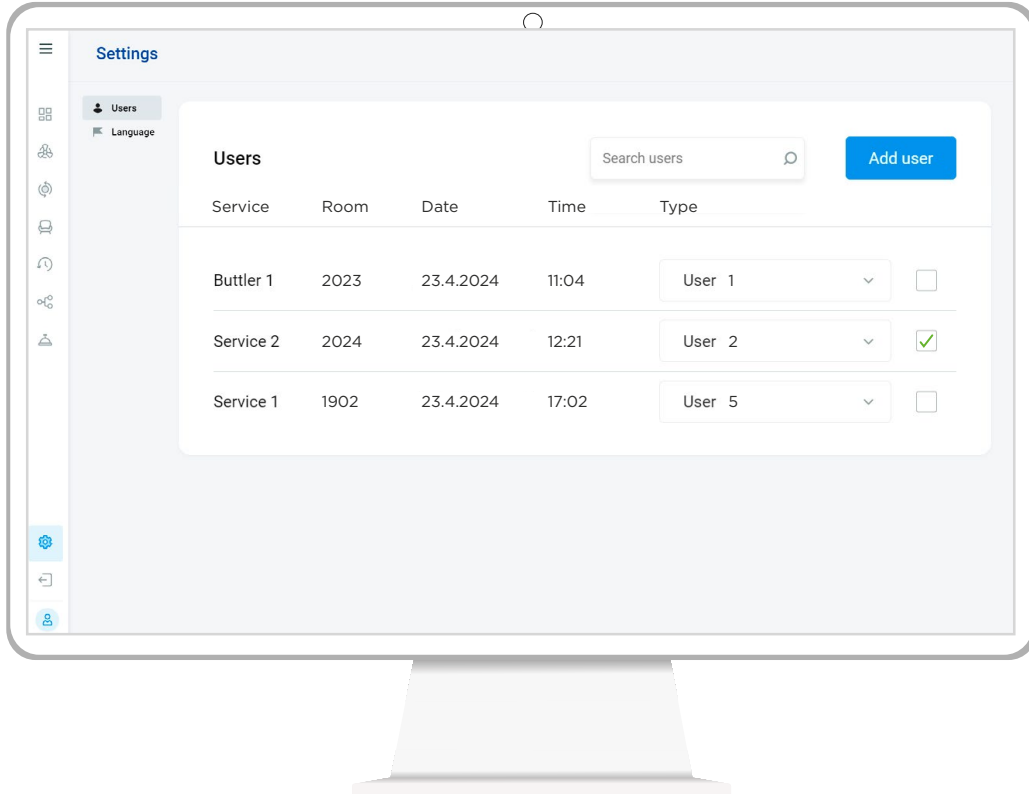 Settings
Users
Language
Users
Search users
Add user
Service Room Date Time Type
Buttler 1 2023 23.4.2024 11:04 User 1
Service 2 2024 23.4.2024 12:21 User 2
Service 1 1902 23.4.2024 17:02 User 5